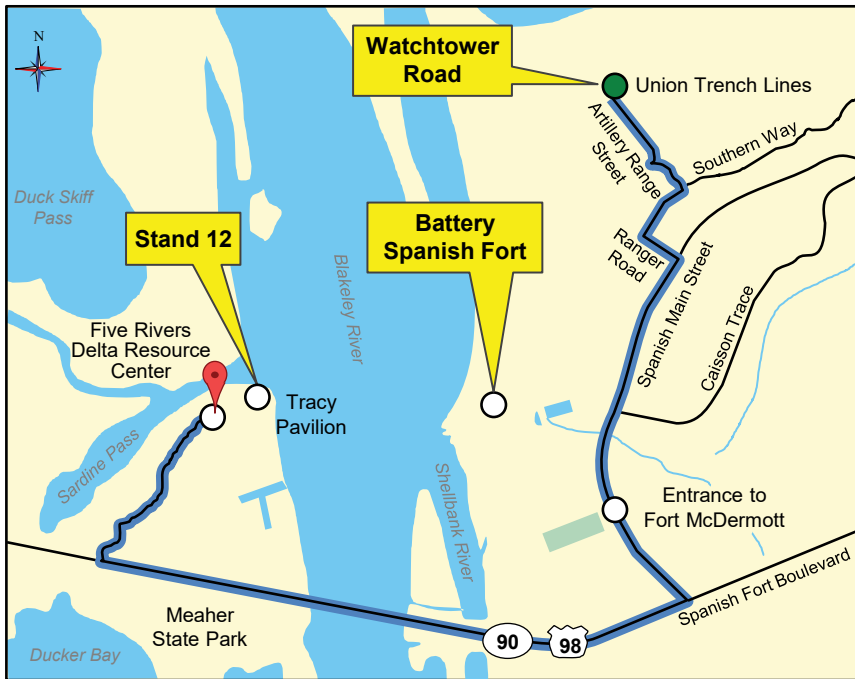 N
Watchtower
Road
Union Trench Lines
Artillery Range
Street
Southern Way
Duck Skiff
Pass
Stand 12
Battery
Spanish Fort
Ranger
Road
Blakeley River
Spanish Main Street
Caisson Trace
Five Rivers
Delta Resource
Center
Tracy
Pavilion
Sardine Pass
Shellbank River
Entrance to
Fort McDermott
Meaher
State Park
90
98
Spanish Fort Boulevard
Ducker Bay